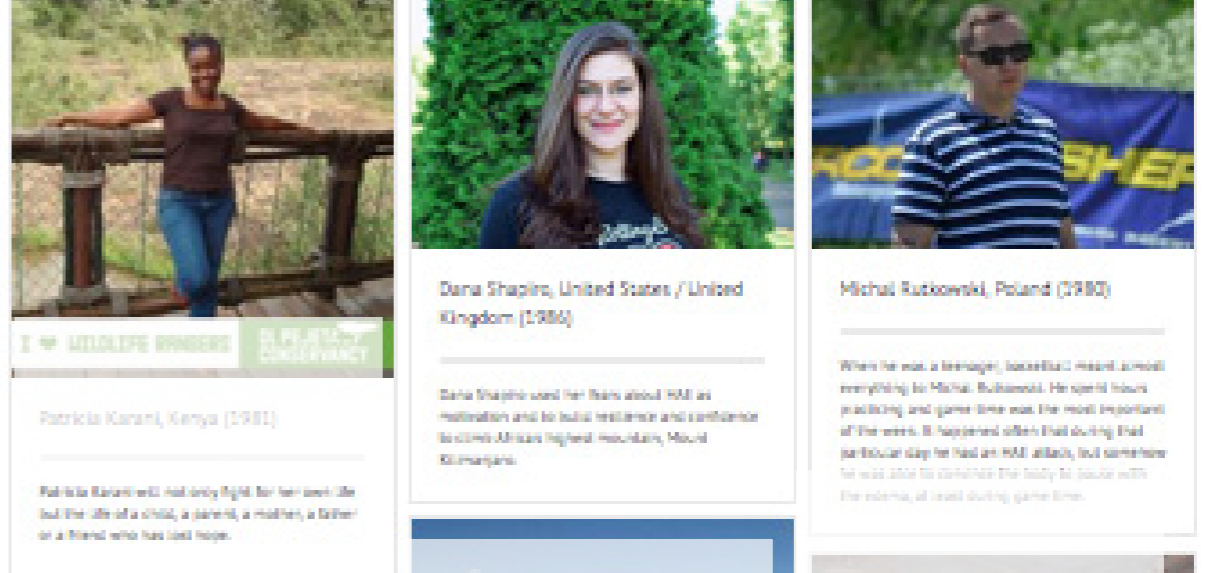 I ♥ WILDLIFE RANGERS
OL PEJETA
CONSERVANCY
Patricia Karani, Kenya (1981)
Patricia Karani will not only fight for her own life
but the life of a child, a parent, a mother, a father
or a friend who has lost hope.
Dana Shapiro, United States / United
Kingdom (1986)
Dana Shapiro used her fears about HAE as
motivation and to build resilience and confidence
to climb Africa's highest mountain, Mount
Kilimanjaro.
SHER
Michal Rutkowski, Poland (1980)
When he was a teenager, basketball meant almost
everything to Michal Rutkowski. He spent hours
practicing and game time was the most important
of the week. It happened often that during that
particular day he had an HAE attack, but somehow
he was able to convince the body to pause with
the edema, at least during game time.